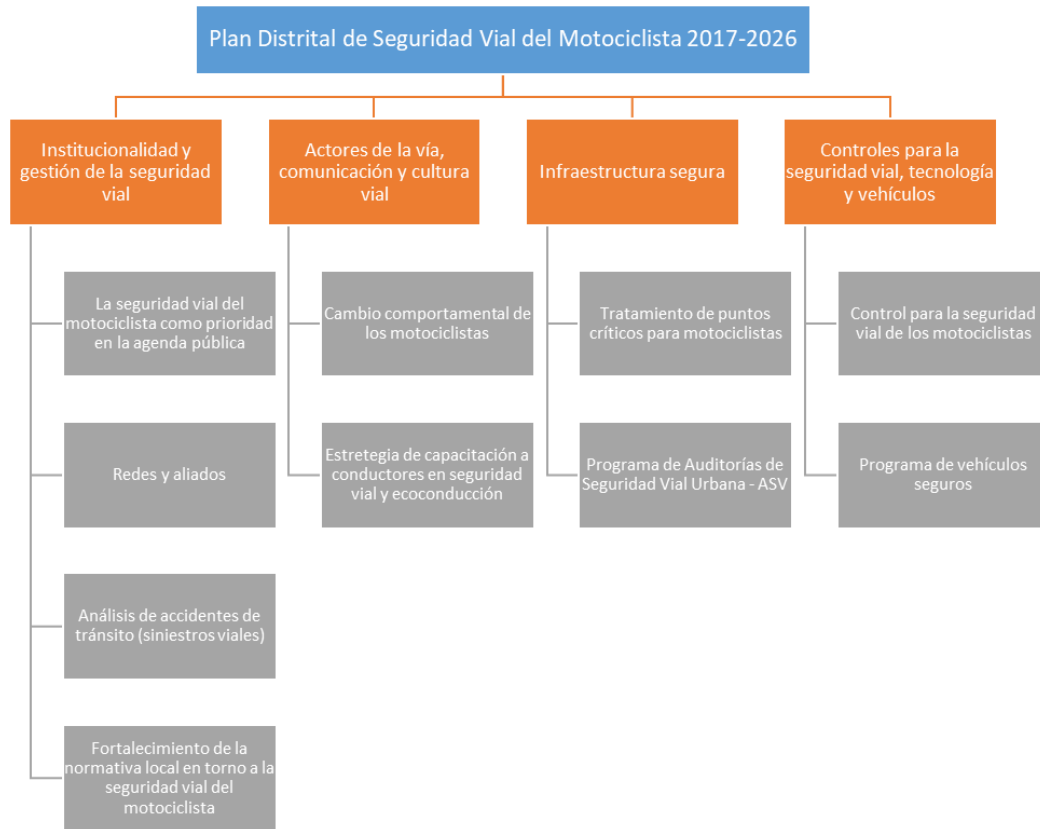 Plan Distrital de Seguridad Vial del Motociclista 2017-2026
Institucionalidad y
gestión de la seguridad
vial
La seguridad vial del
motociclista como prioridad
en la agenda pública
Redes y aliados
Análisis de accidentes de
tránsito (siniestros viales)
Fortalecimiento de la
normativa local en torno a la
seguridad vial del
motociclista
Actores de la vía,
comunicación y cultura
vial
Cambio comportamental de
los motociclistas
Estretegia de capacitación a
conductores en seguridad
vial y ecoconducción
Infraestructura segura
Tratamiento de puntos
críticos para motociclistas
Programa de Auditorías de
Seguridad Vial Urbana - ASV
Controles para la
seguridad vial, tecnología
y vehículos
Control para la seguridad
vial de los motociclistas
Programa de vehículos
seguros